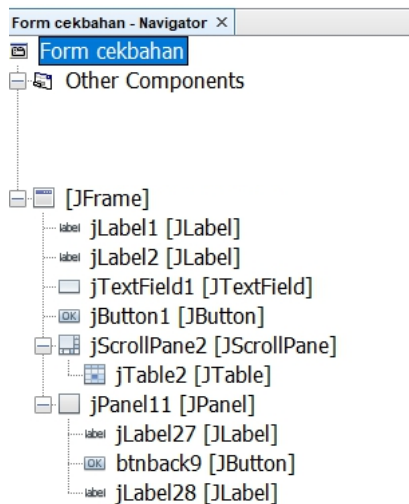 Form cekbahan - Navigator ×
Form cekbahan
Other Components
[JFrame]
label jLabel1 [JLabel]
label jLabel2 [JLabel]
jTextField1 [JTextField]
OK jButton1 [JButton]
jScrollPane2 [JScrollPane]
jTable2 [JTable]
jPanel11 [JPanel]
label jLabel27 [JLabel]
OK btnback9 [JButton]
label jLabel28 [JLabel]